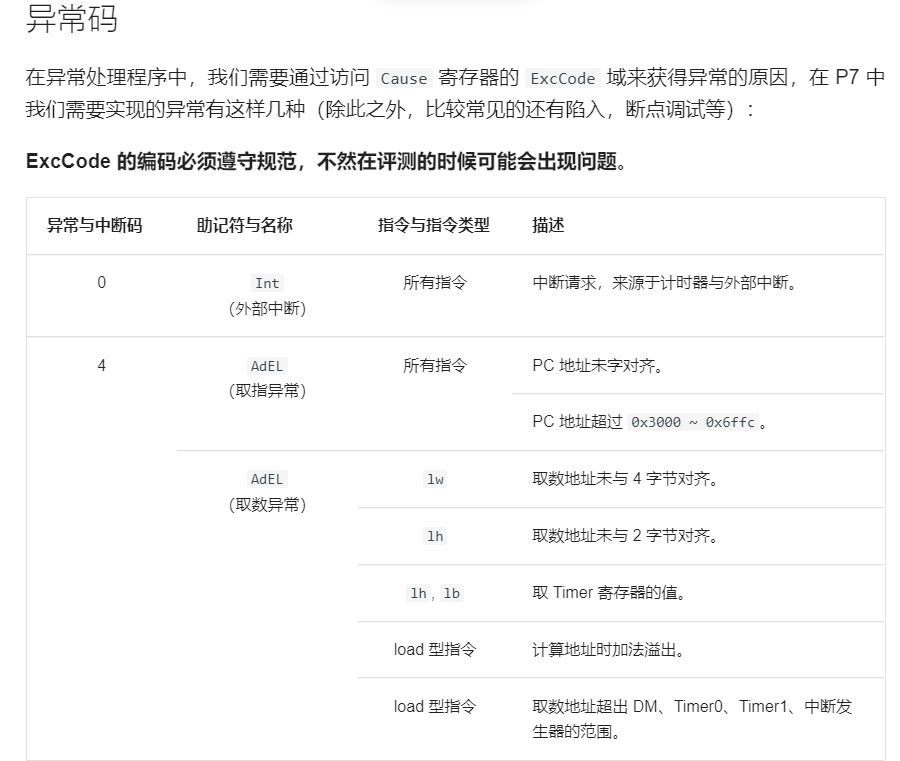 异常码
在异常处理程序中，我们需要通过访问 Cause 寄存器的 ExcCode 域来获得异常的原因，在 P7 中
我们需要实现的异常有这样几种（除此之外，比较常见的还有陷入，断点调试等）：
ExcCode 的编码必须遵守规范，不然在评测的时候可能会出现问题。
异常与中断码 助记符与名称 指令与指令类型 描述
0 Int 所有指令 中断请求，来源于计时器与外部中断。
（外部中断）
4 AdEL 所有指令 PC 地址未字对齐。
（取指异常）
PC 地址超过 0x3000 ~ 0x6ffc 。
AdEL lw 取数地址未与 4 字节对齐。
（取数异常）
lh 取数地址未与 2 字节对齐。
lh , lb 取 Timer 寄存器的值。
load 型指令 计算地址时加法溢出。
load 型指令 取数地址超出 DM、Timer0、Timer1、中断发
生器的范围。